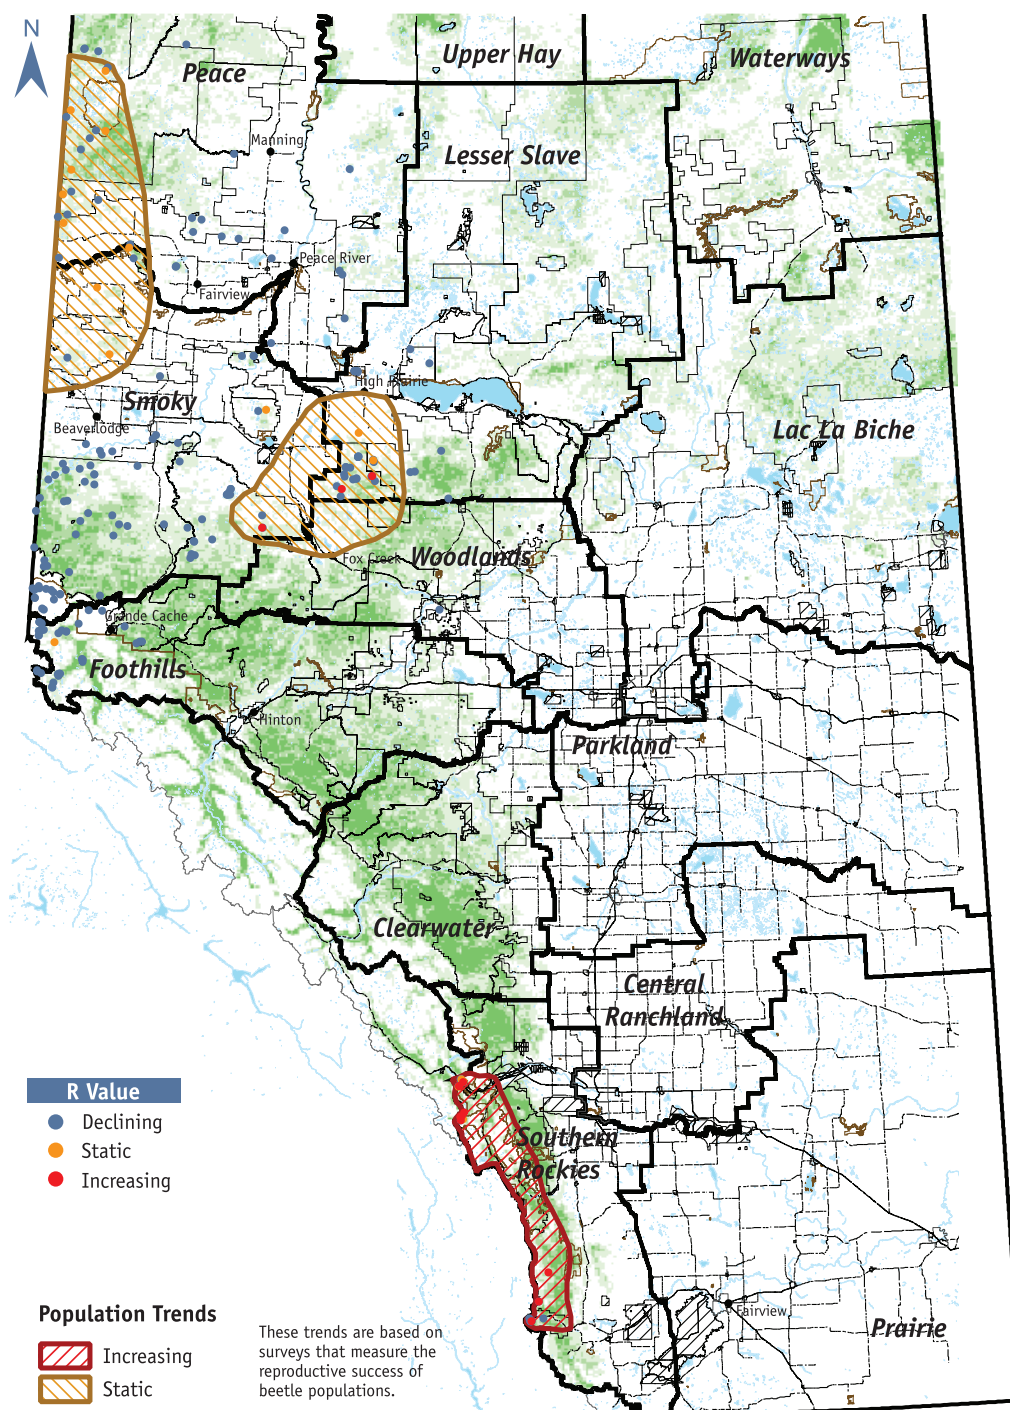 N
Upper Hay
Waterways
Peace
Manning
Lesser Slave
Peace River
Fairview
High Prairie
Smoky
Beaverlodge
Lac La Biche
Fox Creek
Woodlands
Grande Cache
Foothills
Hinton
Parkland
Clearwater
Central
Ranchland
R Value
Declining
Static
Increasing
Southern
Rockies
Fairview
Prairie
Population Trends
Increasing
Static
These trends are based on
surveys that measure the
reproductive success of
beetle populations.